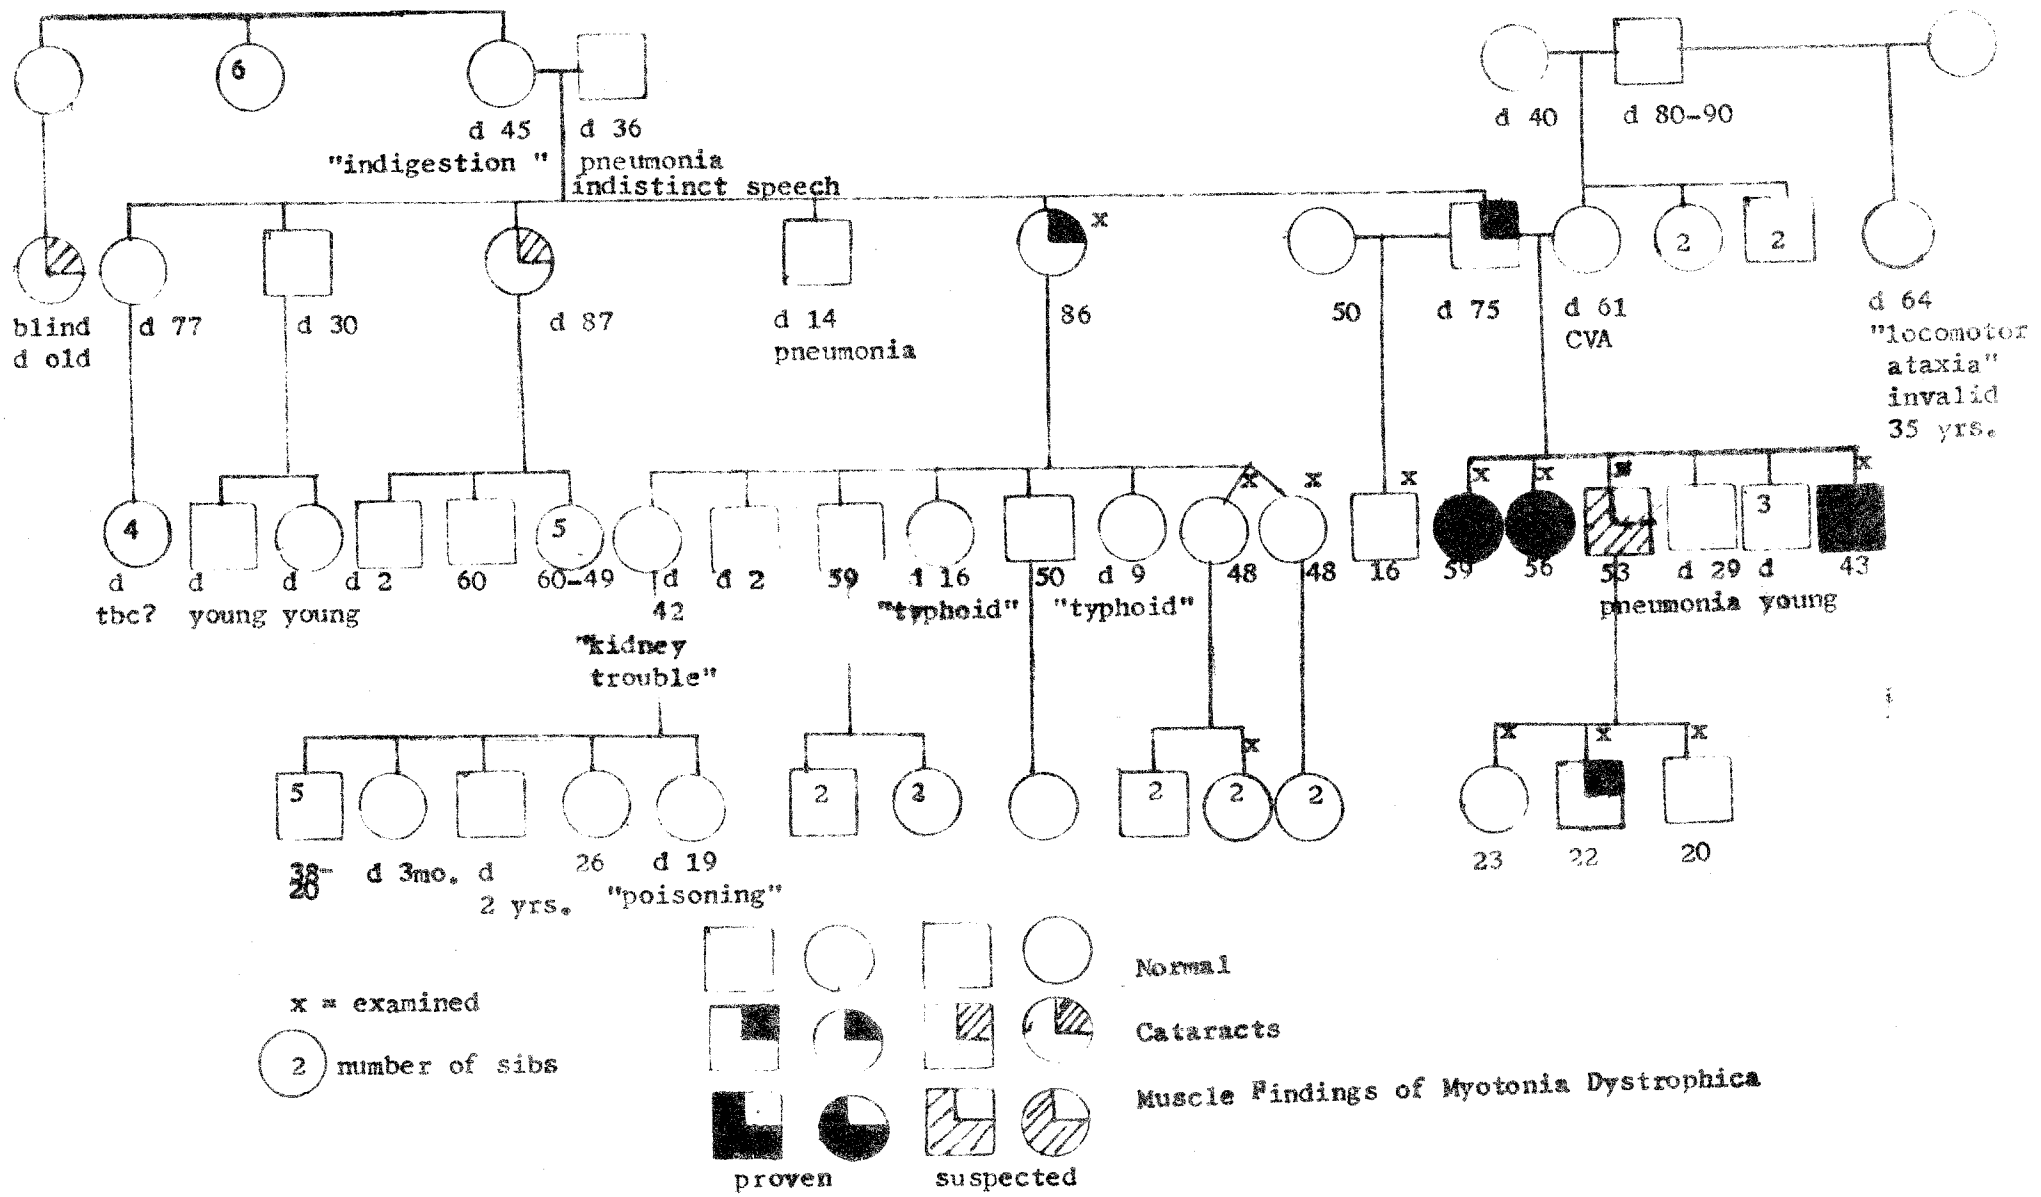 6
d 45 d 36
d 40 d 80-90
"indigestion " pneumonia
indistinct speech
x
2 2
blind d 77 d 30 d 87 d 14 86 50 d 75 d 61 d 64
d old pneumonia CVA "locomotor
ataxia"
invalid
35 yrs.
x x x x x x x
4 5 3
d d d d 2 60 60-49 d d 2 59 16 50 d 9 48 48 16 59 56 53 d 29 d 43
tbc? young young 42 "typhoid" "typhoid" pneumonia young
"kidney
trouble"
x x x x
5 2 2 2 2 2
38- d 3mo. d 26 d 19 23 22 20
20 2 yrs. "poisoning"
Normal
x = examined
Cataracts
2 number of sibs
Muscle Findings of Myotonia Dystrophica
proven suspected